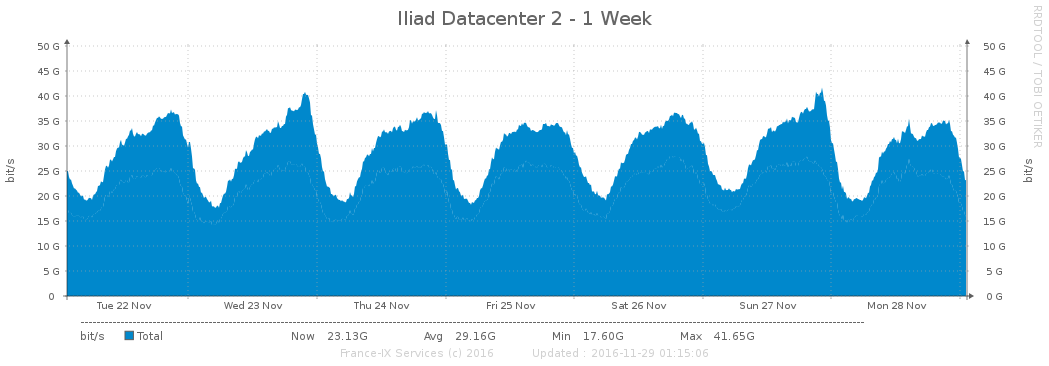 Iliad Datacenter 2 - 1 Week
RRDTOOL / TOBI OETIKER
bit/s
50 G
45 G
40 G
35 G
30 G
25 G
20 G
15 G
10 G
5 G
0
50 G
45 G
40 G
35 G
30 G
25 G
20 G
15 G
10 G
5 G
0 G
bit/s
Tue 22 Nov Wed 23 Nov Thu 24 Nov Fri 25 Nov Sat 26 Nov Sun 27 Nov Mon 28 Nov
bit/s Total Now 23.13G Avg 29.16G Min 17.60G Max 41.65G
France-IX Services (c) 2016 Updated : 2016-11-29 01:15:06